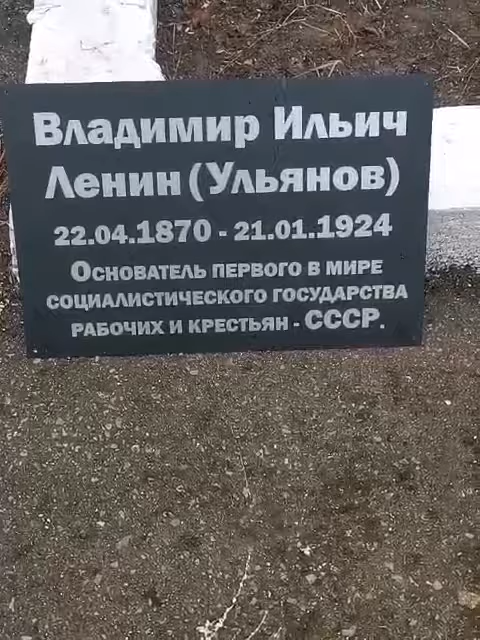 Владимир Ильич
Ленин (Ульянов)
22.04.1870 - 21.01.1924
Основатель первого в мире
социалистического государства
рабочих и крестьян - СССР.